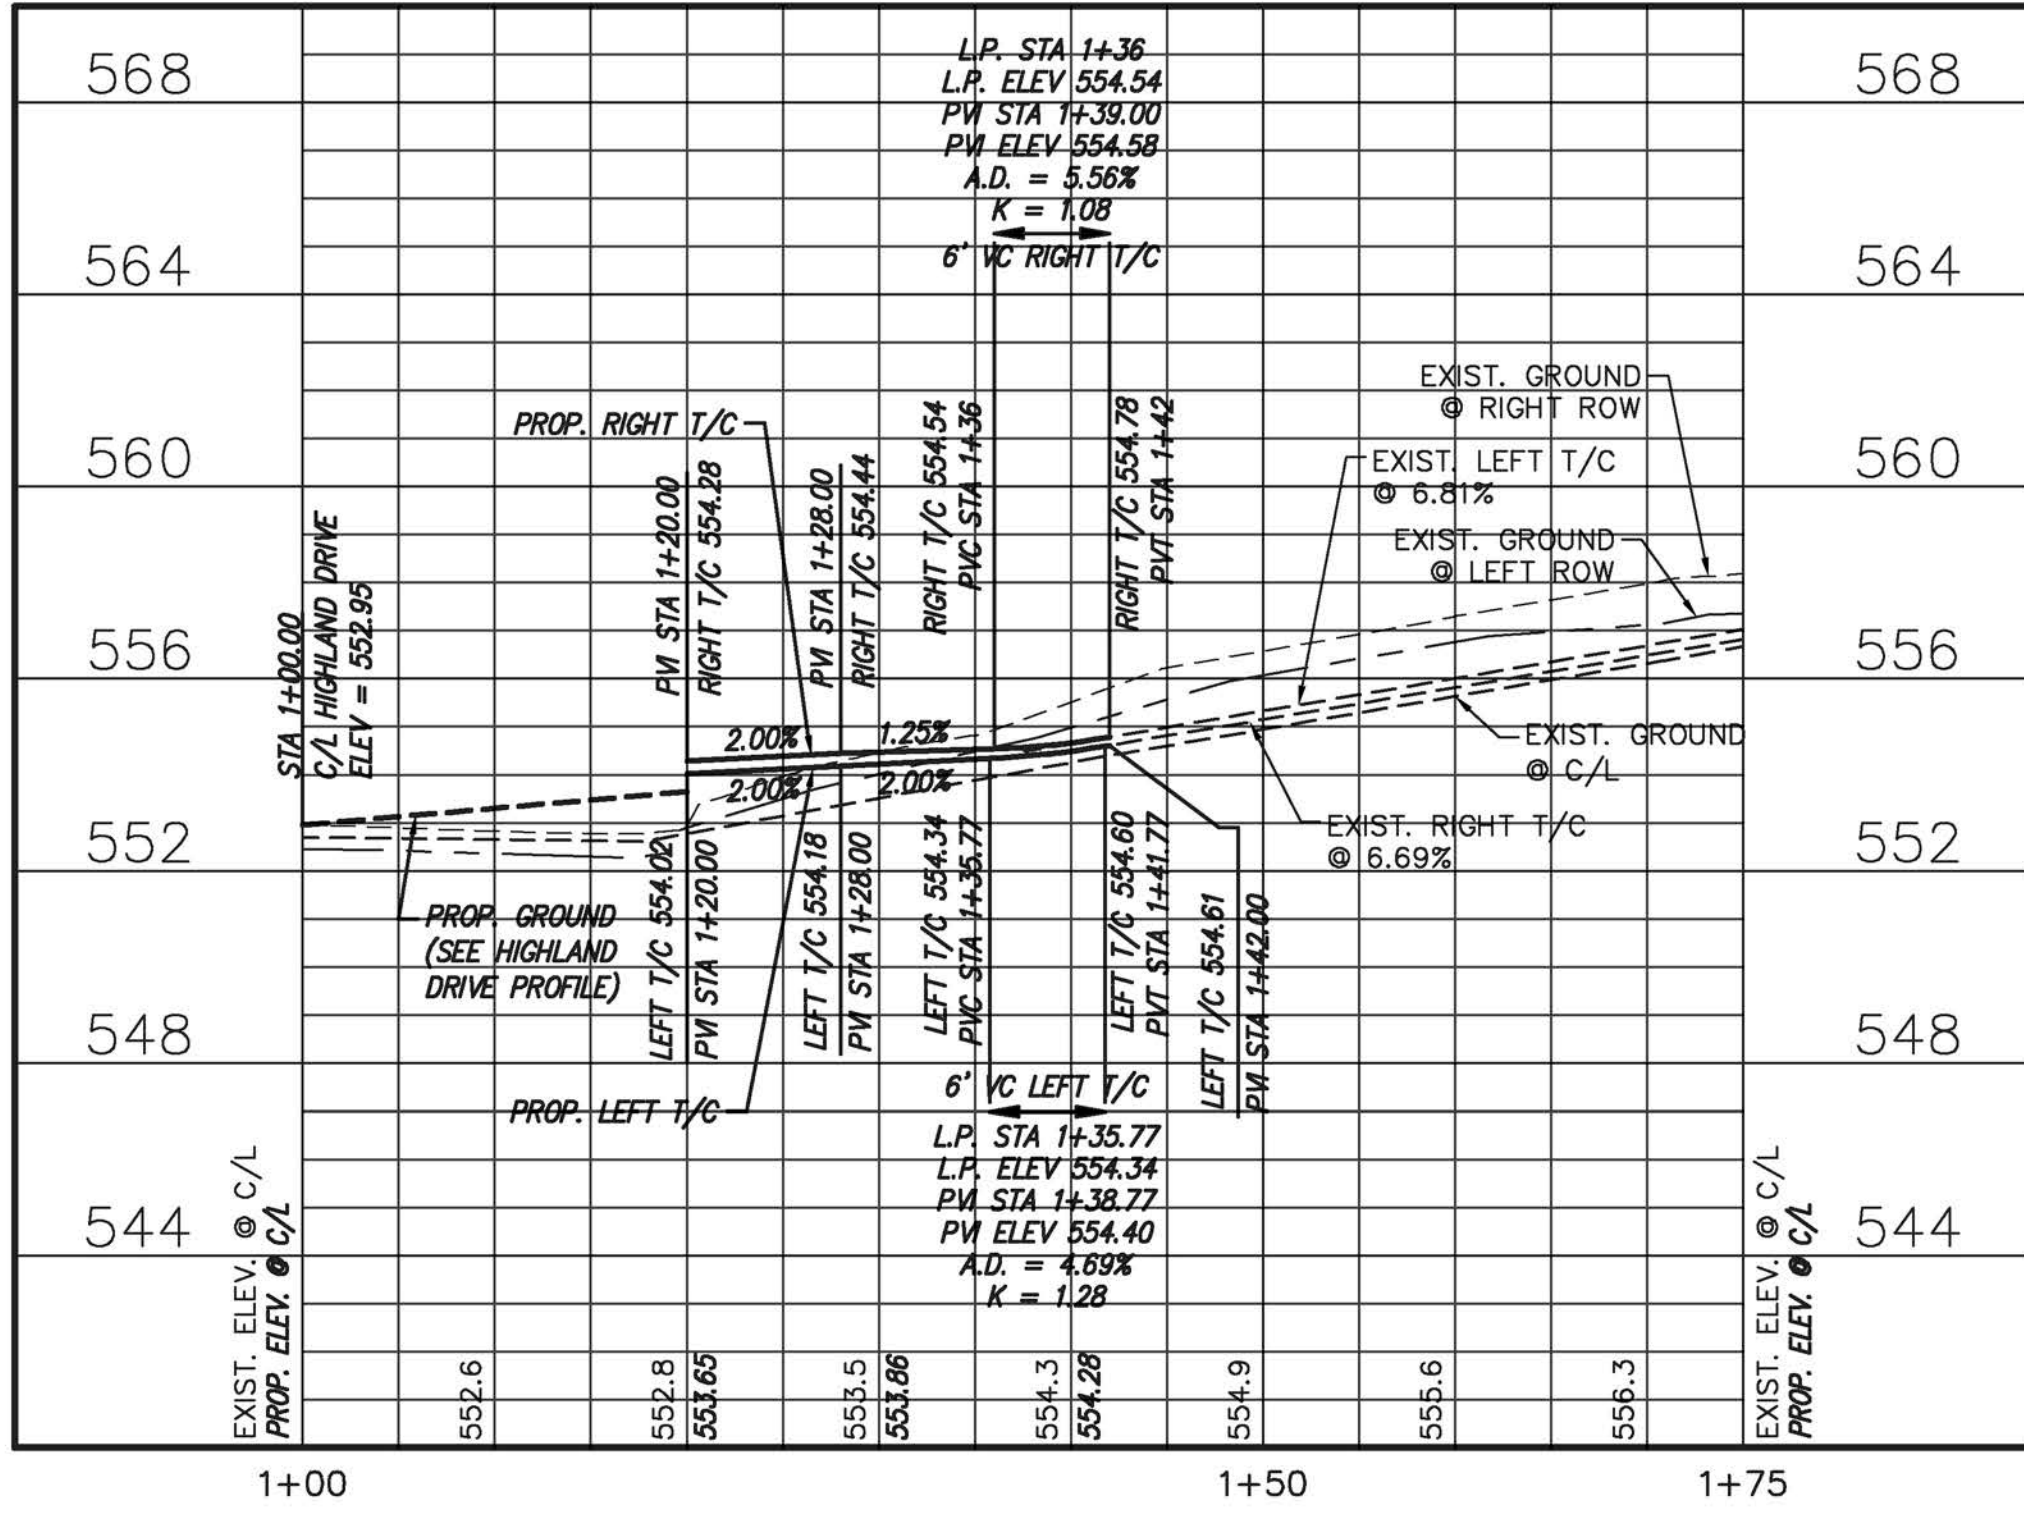 568
568
L.P. STA 1+36
L.P. ELEV 554.54
PVI STA 1+39.00
PVI ELEV 554.58
A.D. = 5.56%
K = 1.08
6' VC RIGHT T/C
564
564
EXIST. GROUND
@ RIGHT ROW
PROP. RIGHT T/C
EXIST. LEFT T/C
@ 6.81%
560
560
EXIST. GROUND
@ LEFT ROW
STA 1+00.00
C/L HIGHLAND DRIVE
ELEV = 552.95
PVI STA 1+20.00
RIGHT T/C 554.28
PVI STA 1+28.00
RIGHT T/C 554.44
RIGHT T/C 554.54
PVC STA 1+36
RIGHT T/C 554.78
PVT STA 1+42
556
556
2.00%
1.25%
2.00%
2.00%
EXIST. GROUND
@ C/L
EXIST. RIGHT T/C
@ 6.69%
552
552
PROP. GROUND
(SEE HIGHLAND
DRIVE PROFILE)
LEFT T/C 554.02
PVI STA 1+20.00
LEFT T/C 554.18
PVI STA 1+28.00
LEFT T/C 554.34
PVC STA 1+35.77
LEFT T/C 554.60
PVT STA 1+41.77
LEFT T/C 554.61
PVI STA 1+42.00
548
548
PROP. LEFT T/C
6' VC LEFT T/C
L.P. STA 1+35.77
L.P. ELEV 554.34
PVI STA 1+38.77
PVI ELEV 554.40
A.D. = 4.69%
K = 1.28
544
544
EXIST. ELEV. @ C/L
PROP. ELEV. @ C/L
552.6
552.8
553.65
553.5
553.86
554.3
554.28
554.9
555.6
556.3
EXIST. ELEV. @ C/L
PROP. ELEV. @ C/L
1+00
1+50
1+75